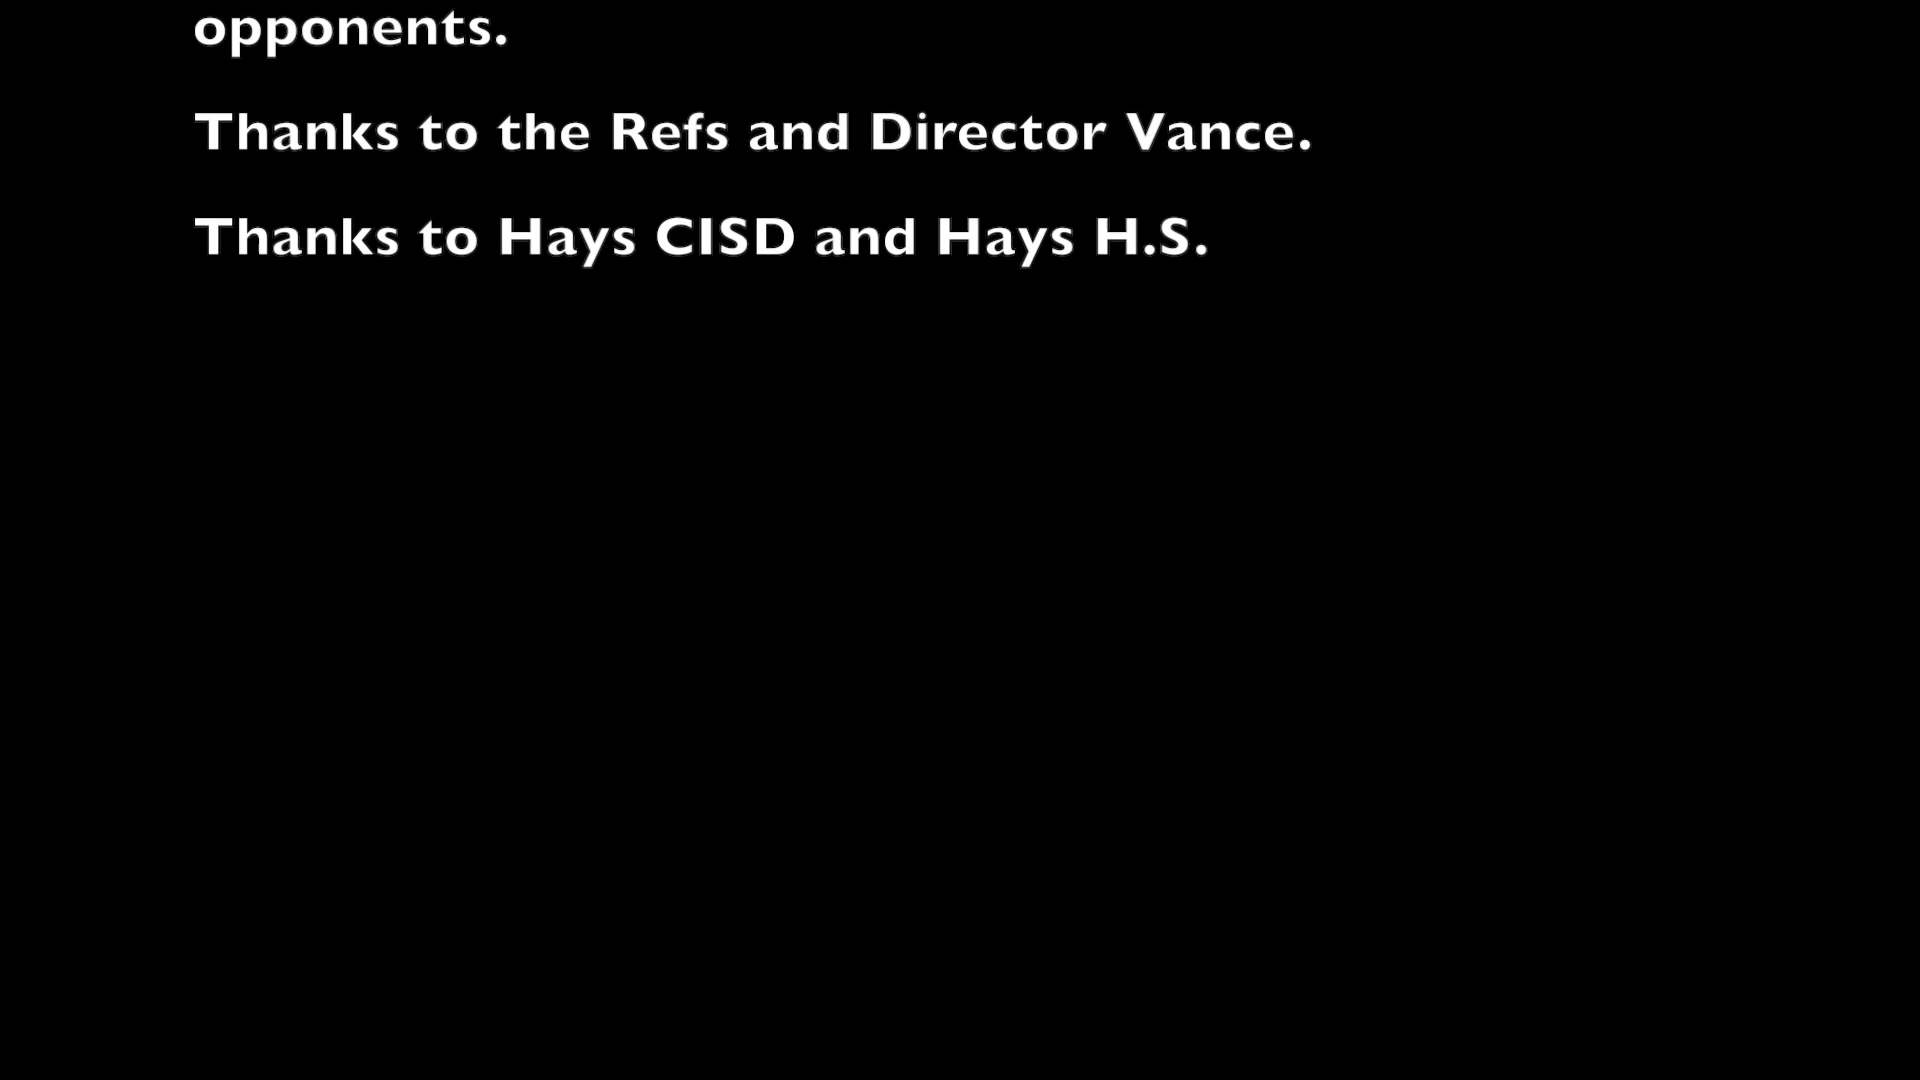 opponents.
Thanks to the Refs and Director Vance.
Thanks to Hays CISD and Hays H.S.